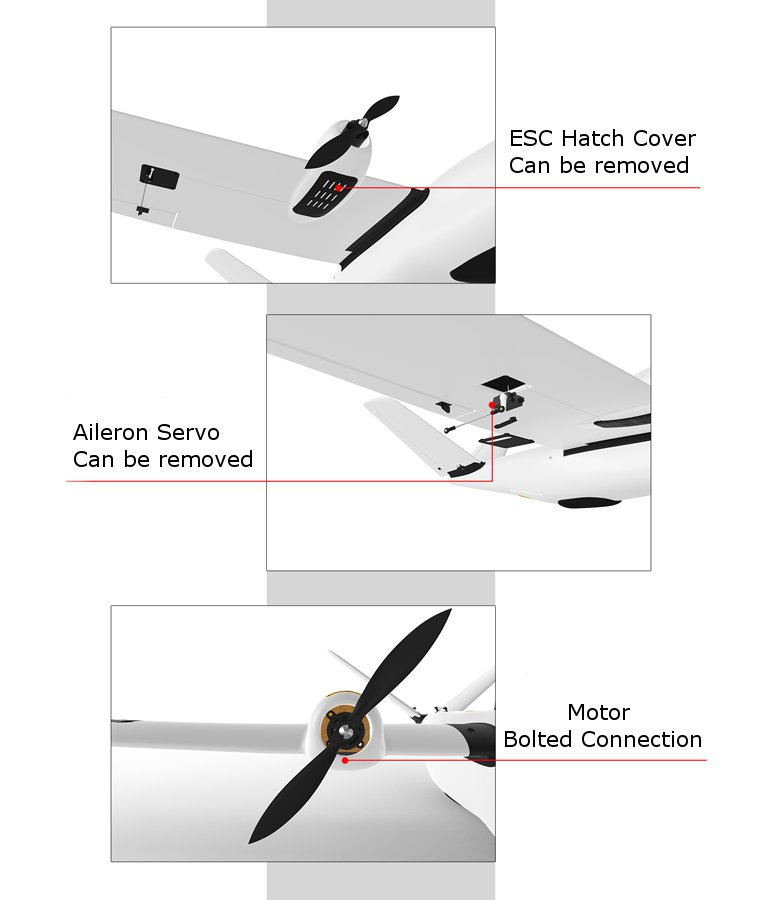 ESC Hatch Cover
Can be removed
Aileron Servo
Can be removed
Motor
Bolted Connection